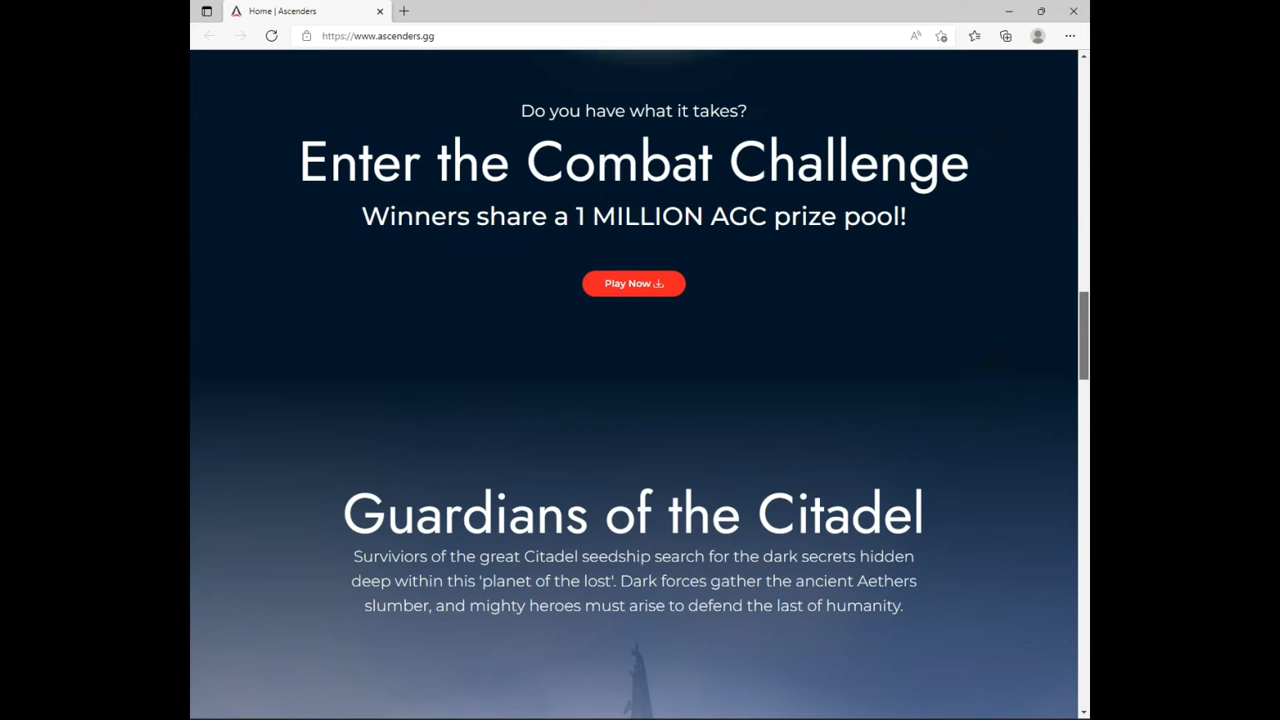 Home | Ascenders
https://www.ascenders.gg
Do you have what it takes?
Enter the Combat Challenge
Winners share a 1 MILLION AGC prize pool!
Play Now
Guardians of the Citadel
Surviviors of the great Citadel seedship search for the dark secrets hidden
deep within this 'planet of the lost'. Dark forces gather the ancient Aethers
slumber, and mighty heroes must arise to defend the last of humanity.